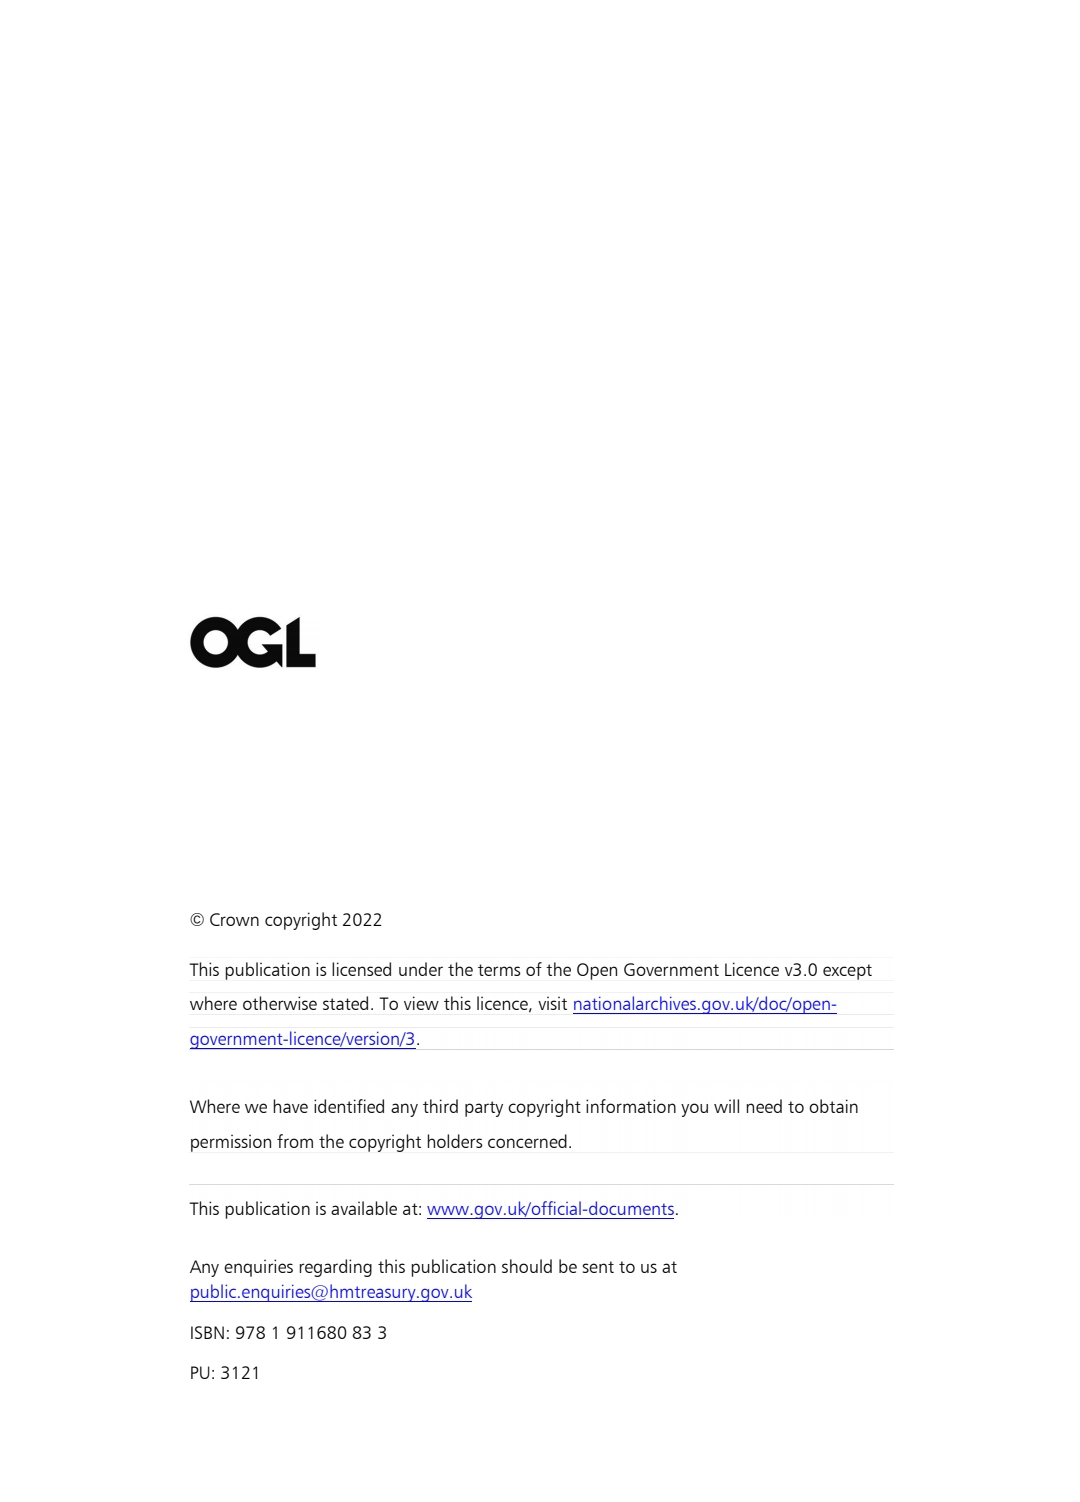 OGL
© Crown copyright 2022
This publication is licensed under the terms of the Open Government Licence v3.0 except
where otherwise stated. To view this licence, visit nationalarchives.gov.uk/doc/open-
government-licence/version/3.
Where we have identified any third party copyright information you will need to obtain
permission from the copyright holders concerned.
This publication is available at: www.gov.uk/official-documents.
Any enquiries regarding this publication should be sent to us at
public.enquiries@hmtreasury.gov.uk
ISBN: 978 1 911680 83 3
PU: 3121